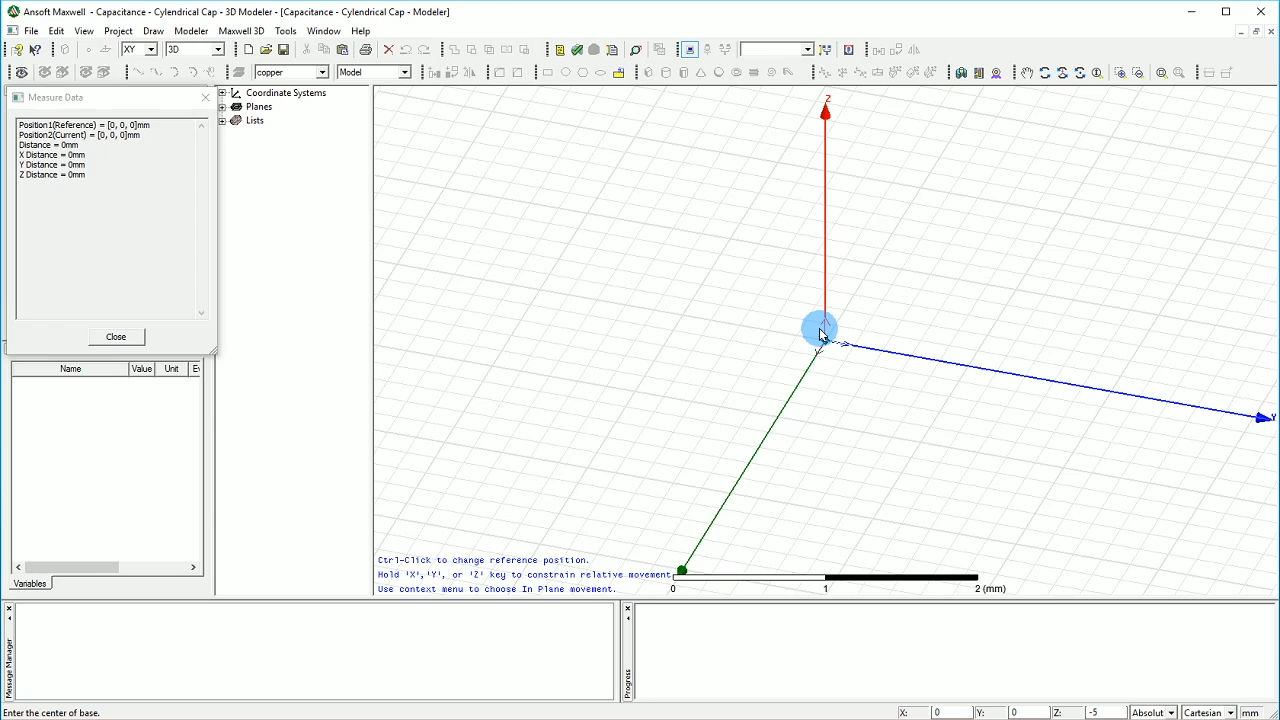 Ansoft Maxwell - Capacitance - Cylendrical Cap - 3D Modeler - [Capacitance - Cylendrical Cap - Modeler]
File Edit View Project Draw Modeler Maxwell 3D Tools Window Help
XY 3D
copper Model
Measure Data
Position1(Reference) = [0, 0, 0]mm
Position2(Current) = [0, 0, 0]mm
Distance = 0mm
X Distance = 0mm
Y Distance = 0mm
Z Distance = 0mm
Close
Coordinate Systems
Planes
Lists
Name Value Unit
Variables
Z
Y
Ctrl-Click to change reference position.
Hold 'X','Y', or 'Z' key to constrain relative movement
Use context menu to choose In Plane movement.
0 1 2 (mm)
Message Manager
Progress
Enter the center of base.
X: 0 Y: 0 Z: -5 Absolut Cartesian mm